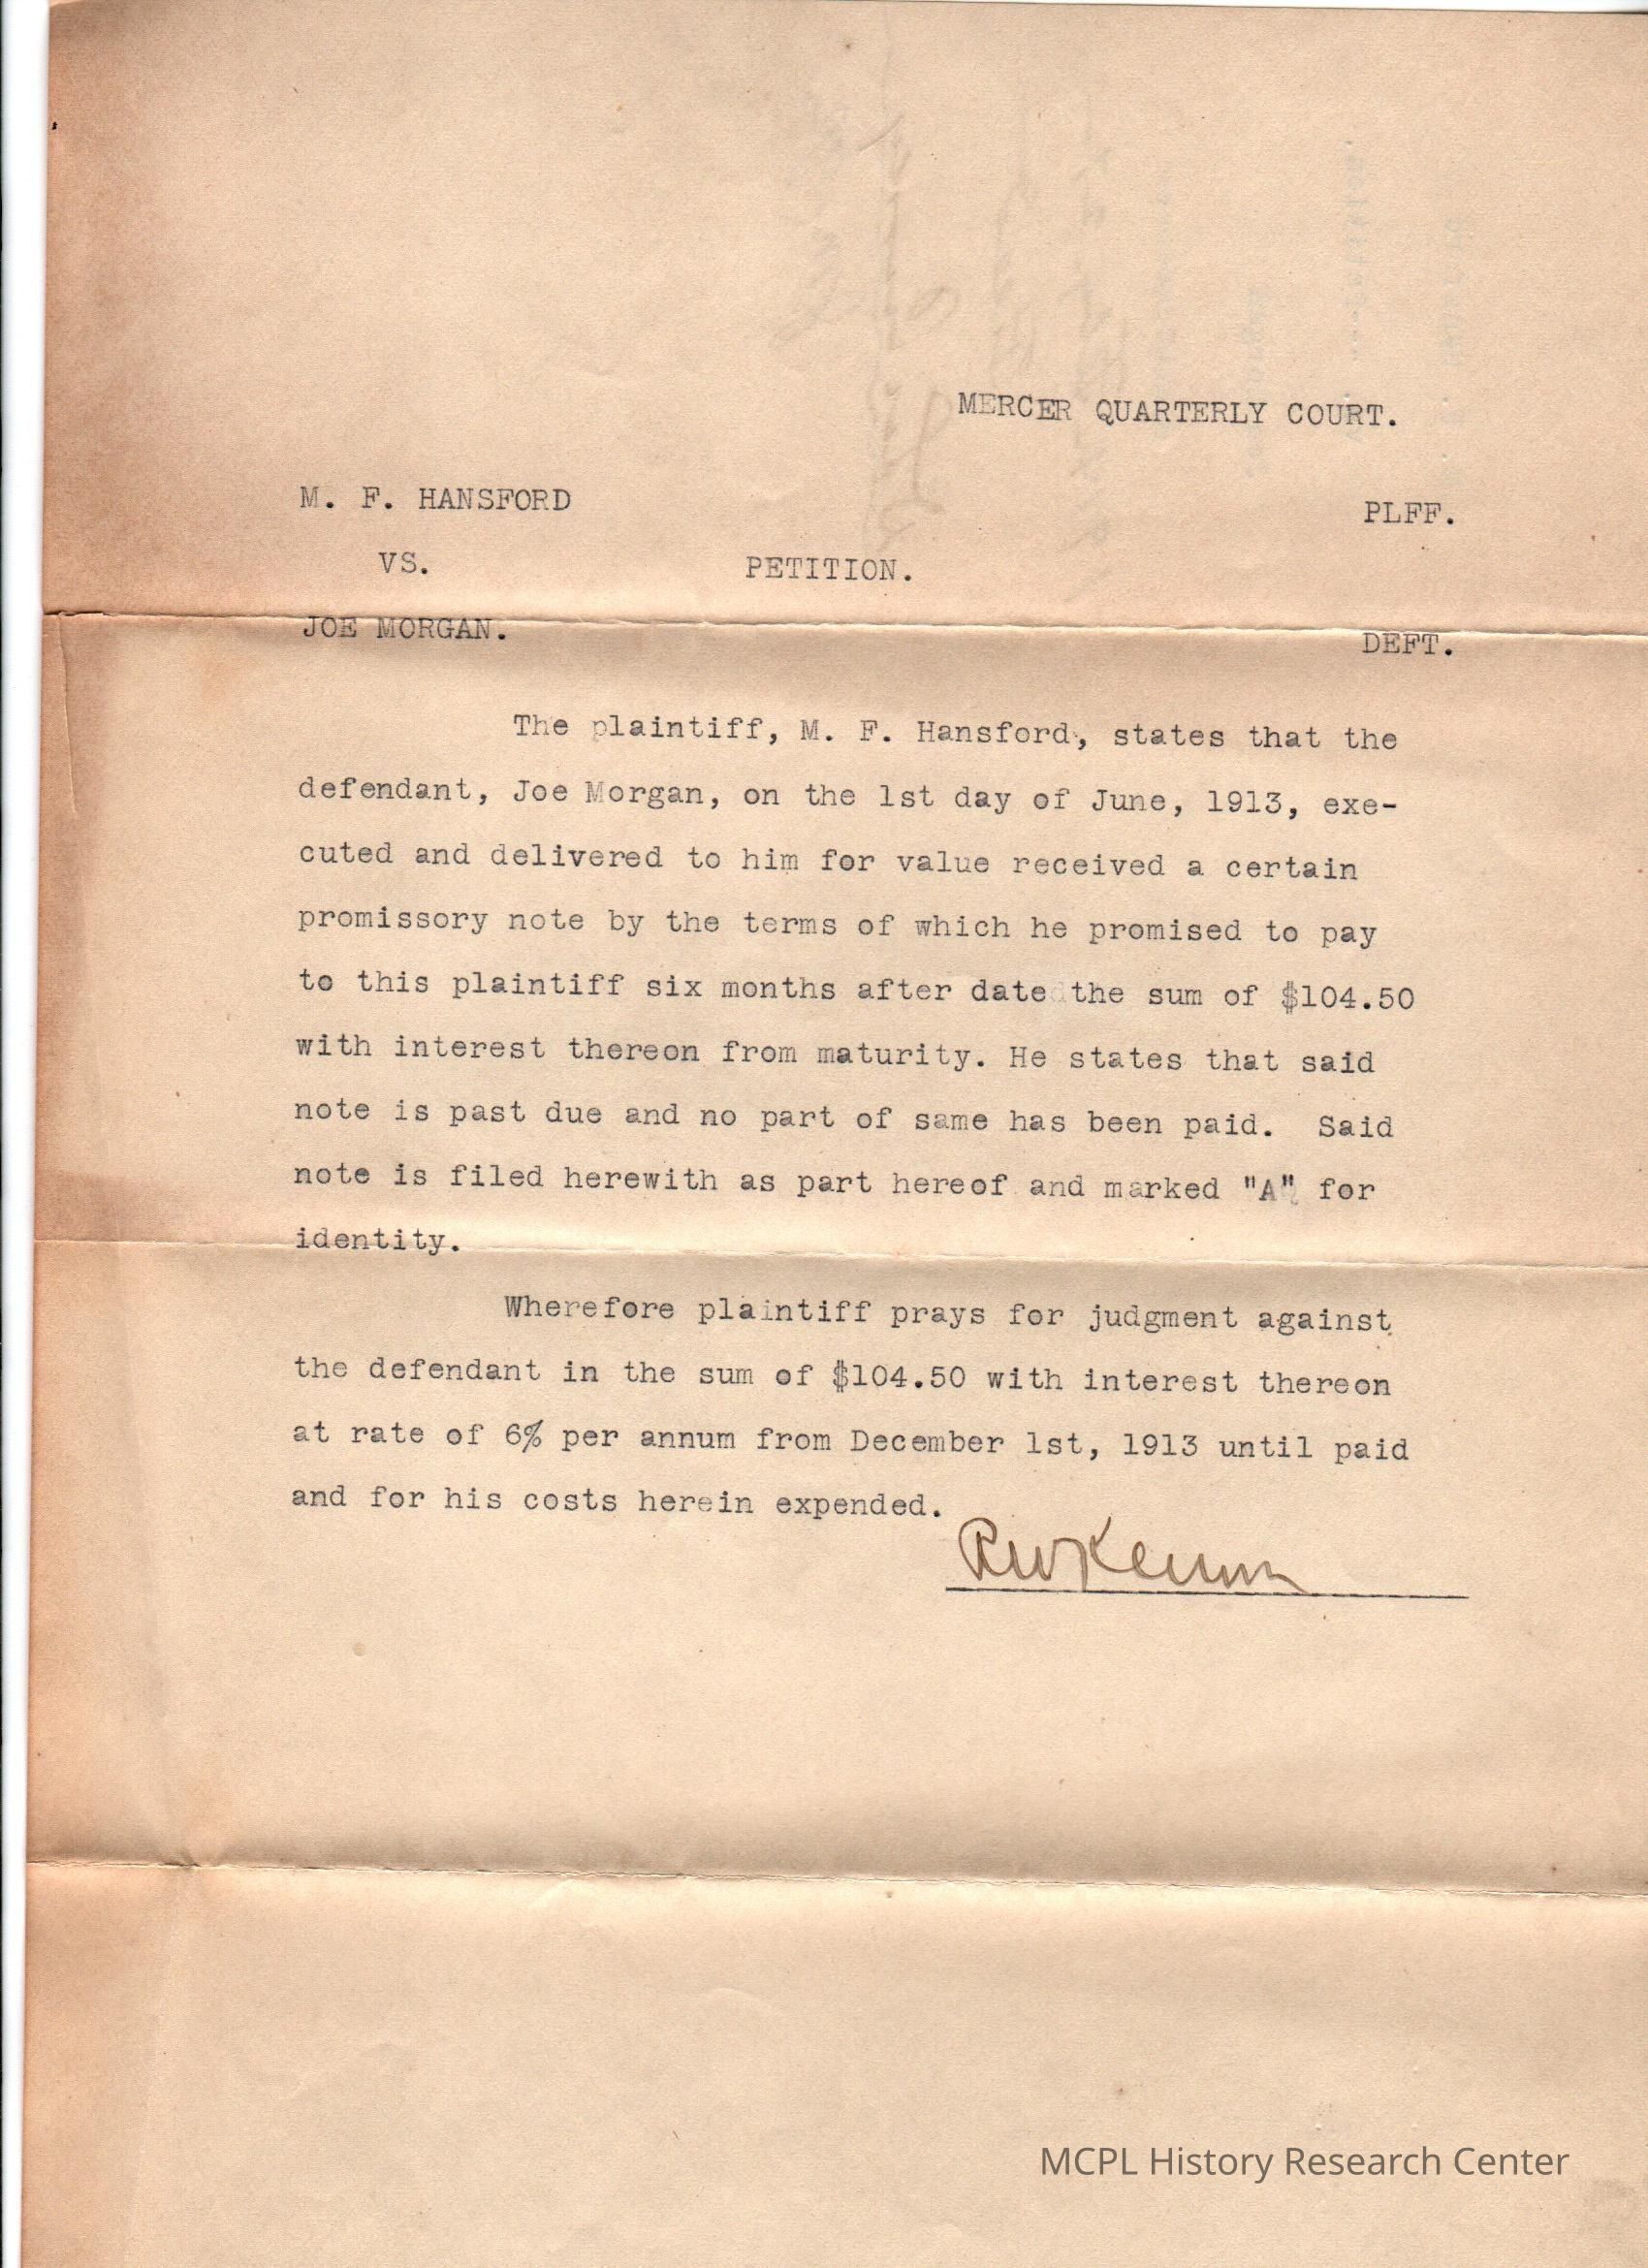 MERCER QUARTERLY COURT.
M. F. HANSFORD PLFF.
VS. PETITION.
JOE MORGAN. DEFT.
The plaintiff, M. F. Hansford, states that the
defendant, Joe Morgan, on the 1st day of June, 1913, exe-
cuted and delivered to him for value received a certain
promissory note by the terms of which he promised to pay
to this plaintiff six months after date the sum of $104.50
with interest thereon from maturity. He states that said
note is past due and no part of same has been paid. Said
note is filed herewith as part hereof and marked "A" for
identity.
Wherefore plaintiff prays for judgment against
the defendant in the sum of $104.50 with interest thereon
at rate of 6% per annum from December 1st, 1913 until paid
and for his costs herein expended.
MCPL History Research Center